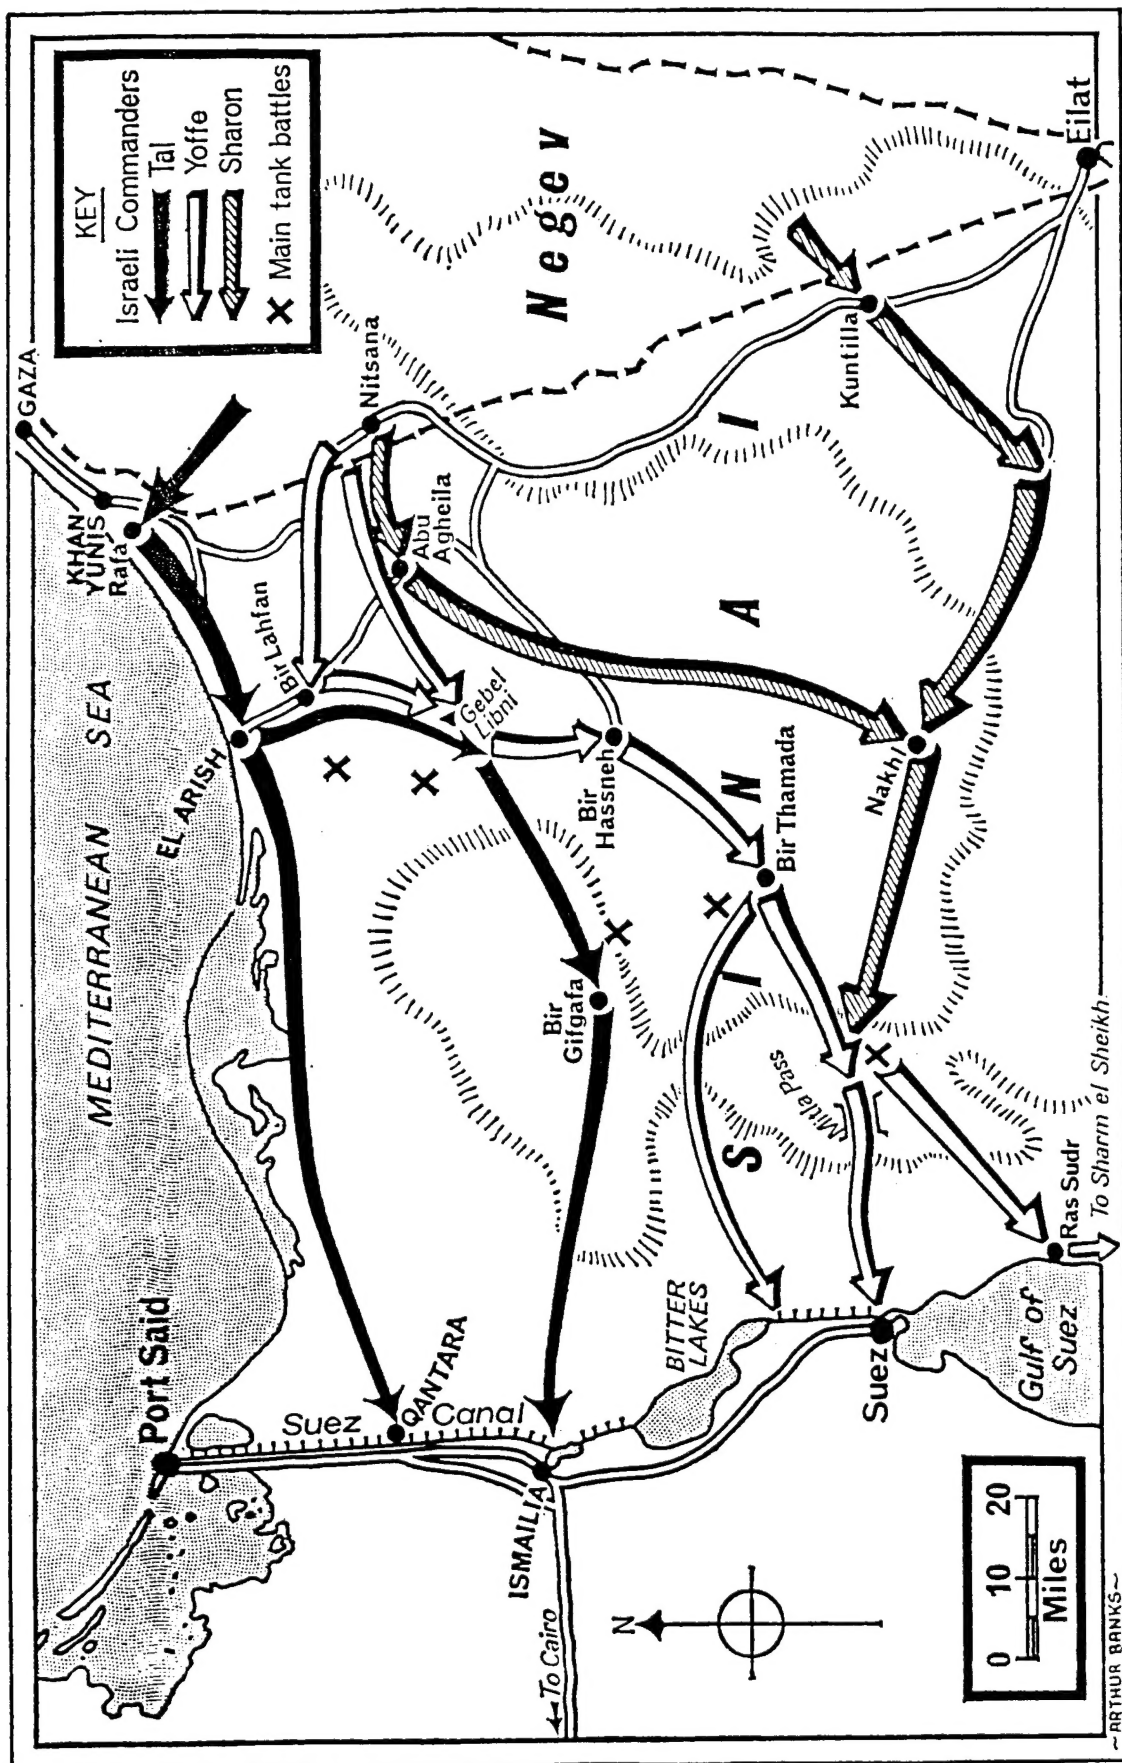 KEY
Israeli Commanders
Tal
Yoffe
Sharon
Main tank battles
GAZA
KHAN
YUNIS
Rafa
MEDITERRANEAN SEA
EL ARISH
Bir Lahfan
Nitsana
Abu
Agheila
Gebel
Libni
Bir
Hassneh
Bir
Gifgafa
Bir Thamada
Negev
SINAI
Kuntilla
Eilat
Nakhl
Mitla Pass
Port Said
Suez Canal
QANTARA
ISMAILIA
To Cairo
BITTER
LAKES
Suez
Gulf of
Suez
Ras Sudr
To Sharm el Sheikh
N
0 10 20
Miles
~ARTHUR BANKS~